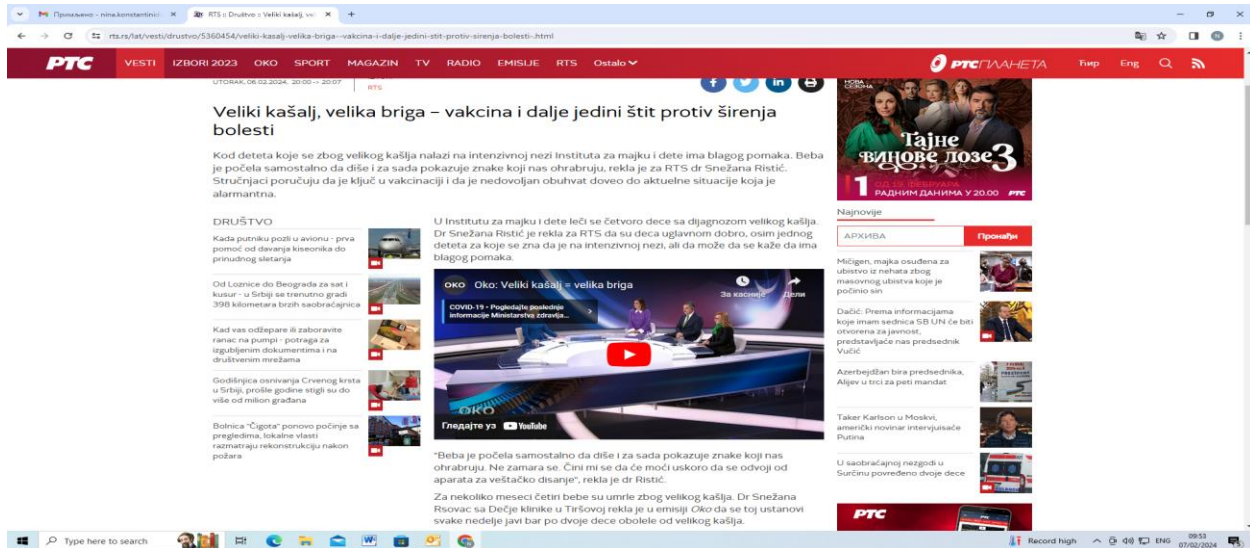 Примљено - nina.konstantinic
RTS :: Društvo :: Veliki kašalj, vel
rts.rs/lat/vesti/drustvo/5360454/veliki-kasalj-velika-briga--vakcina-i-dalje-jedini-stit-protiv-sirenja-bolesti-.html
РТС VESTI IZBORI 2023 OKO SPORT MAGAZIN TV RADIO EMISIJE RTS Ostalo РТС ПЛАНЕТА Ћир Eng
UTORAK, 06.02.2024, 20:00 -> 20:07
RTS
Veliki kašalj, velika briga – vakcina i dalje jedini štit protiv širenja
bolesti
Kod deteta koje se zbog velikog kašlja nalazi na intenzivnoj nezi Instituta za majku i dete ima blagog pomaka. Beba
je počela samostalno da diše i za sada pokazuje znake koji nas ohrabruju, rekla je za RTS dr Snežana Ristić.
Stručnjaci poručuju da je ključ u vakcinaciji i da je nedovoljan obuhvat doveo do aktuelne situacije koja je
alarmantna.
DRUŠTVO
Kada putniku pozli u avionu - prva
pomoć od davanja kiseonika do
prinudnog sletanja
Od Loznice do Beograda za sat i
kusur - u Srbiji se trenutno gradi
398 kilometara brzih saobraćajnica
Kad vas odžepare ili zaboravite
ranac na pumpi - potraga za
izgubljenim dokumentima i na
društvenim mrežama
Godišnjica osnivanja Crvenog krsta
u Srbiji, prošle godine stigli su do
više od milion građana
Bolnica "Čigota" ponovo počinje sa
pregledima, lokalne vlasti
razmatraju rekonstrukciju nakon
požara
U Institutu za majku i dete leči se četvoro dece sa dijagnozom velikog kašlja.
Dr Snežana Ristić je rekla za RTS da su deca uglavnom dobro, osim jednog
deteta za koje se zna da je na intenzivnoj nezi, ali da može da se kaže da ima
blagog pomaka.
OKO Oko: Veliki kašalj = velika briga
За касније Дели
COVID-19 • Pogledajte poslednje
informacije Ministarstva zdravlja...
OKO
Гледајте уз YouTube
"Beba je počela samostalno da diše i za sada pokazuje znake koji nas
ohrabruju. Ne zamara se. Čini mi se da će moći uskoro da se odvoji od
aparata za veštačko disanje", rekla je dr Ristić.
Za nekoliko meseci četiri bebe su umrle zbog velikog kašlja. Dr Snežana
Rsovac sa Dečje klinike u Tiršovoj rekla je u emisiji Oko da se toj ustanovi
svake nedelje javi bar po dvoje dece obolele od velikog kašlja.
НОВА
СЕЗОНА
Тајне
винове лозе 3
1 ОД 12. ФЕБРУАРА
РАДНИМ ДАНИМА У 20.00 РТС
Najnovije
АРХИВА Пронађи
Mičigen, majka osuđena za
ubistvo iz nehata zbog
masovnog ubistva koje je
počinio sin
Dačić: Prema informacijama
koje imam sednica SB UN će biti
otvorena za javnost,
predstavljaće nas predsednik
Vučić
Azerbejdžan bira predsednika,
Alijev u trci za peti mandat
Taker Karlson u Moskvi,
američki novinar intervjuisaće
Putina
U saobraćajnoj nezgodi u
Surčinu povređeno dvoje dece
РТС
Type here to search
Record high ENG 09:53
07/02/2024